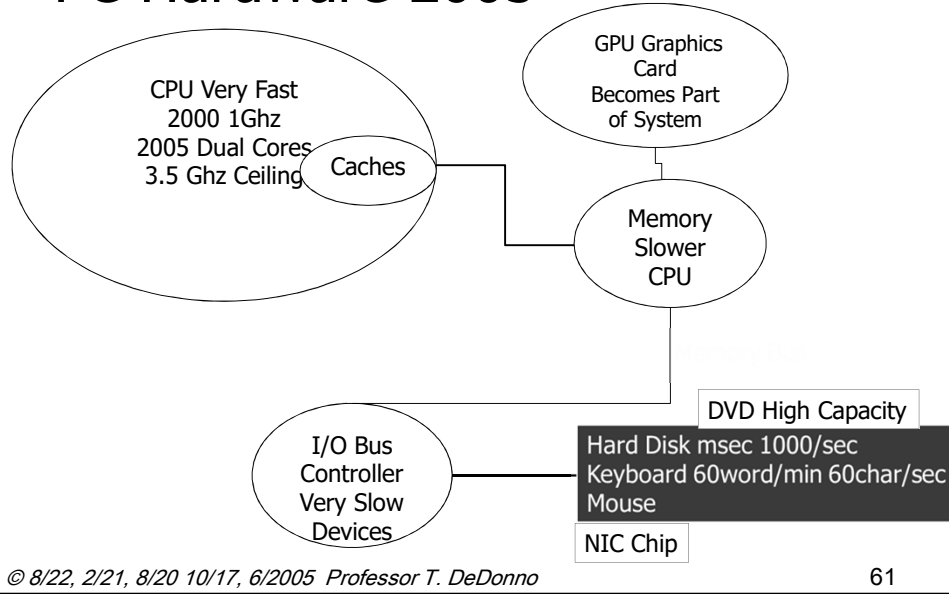 CPU Very Fast
2000 1Ghz
2005 Dual Cores
3.5 Ghz Ceiling
Caches
GPU Graphics
Card
Becomes Part
of System
Memory
Slower
CPU
I/O Bus
Controller
Very Slow
Devices
DVD High Capacity
Hard Disk msec 1000/sec
Keyboard 60word/min 60char/sec
Mouse
NIC Chip
© 8/22, 2/21, 8/20 10/17, 6/2005 Professor T. DeDonno
61